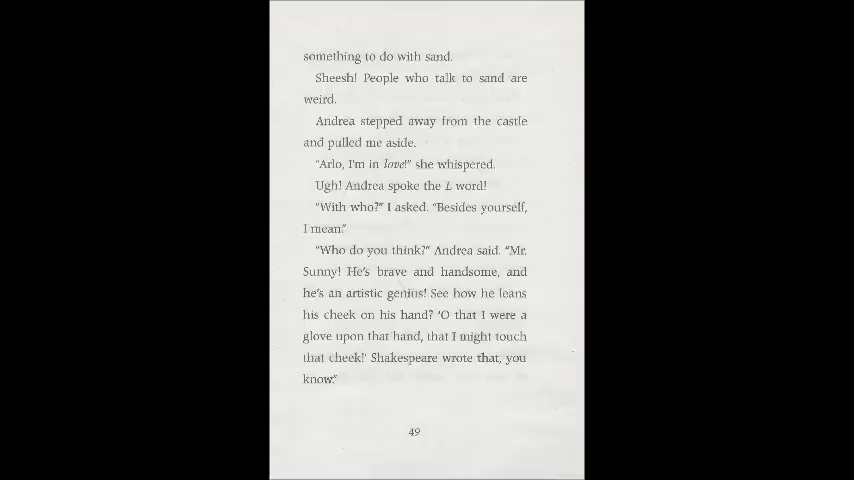 something to do with sand.
Sheesh! People who talk to sand are
weird.
Andrea stepped away from the castle
and pulled me aside.
"Arlo, I'm in love!" she whispered.
Ugh! Andrea spoke the L word!
"With who?" I asked. "Besides yourself,
I mean."
"Who do you think?" Andrea said. "Mr.
Sunny! He's brave and handsome, and
he's an artistic genius! See how he leans
his cheek on his hand? 'O that I were a
glove upon that hand, that I might touch
that cheek!' Shakespeare wrote that, you
know."
49